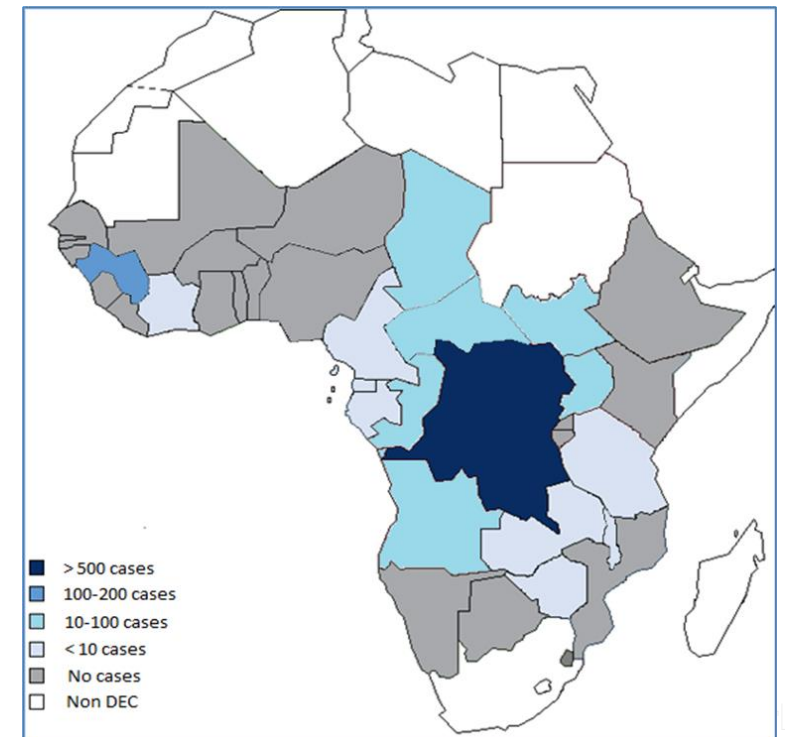 > 500 cases
100-200 cases
10-100 cases
< 10 cases
No cases
Non DEC